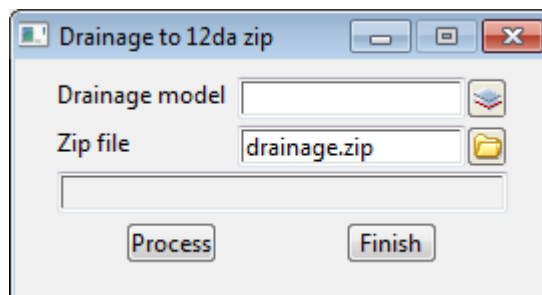 Drainage to 12da zip
Drainage model
Zip file drainage.zip
Process Finish